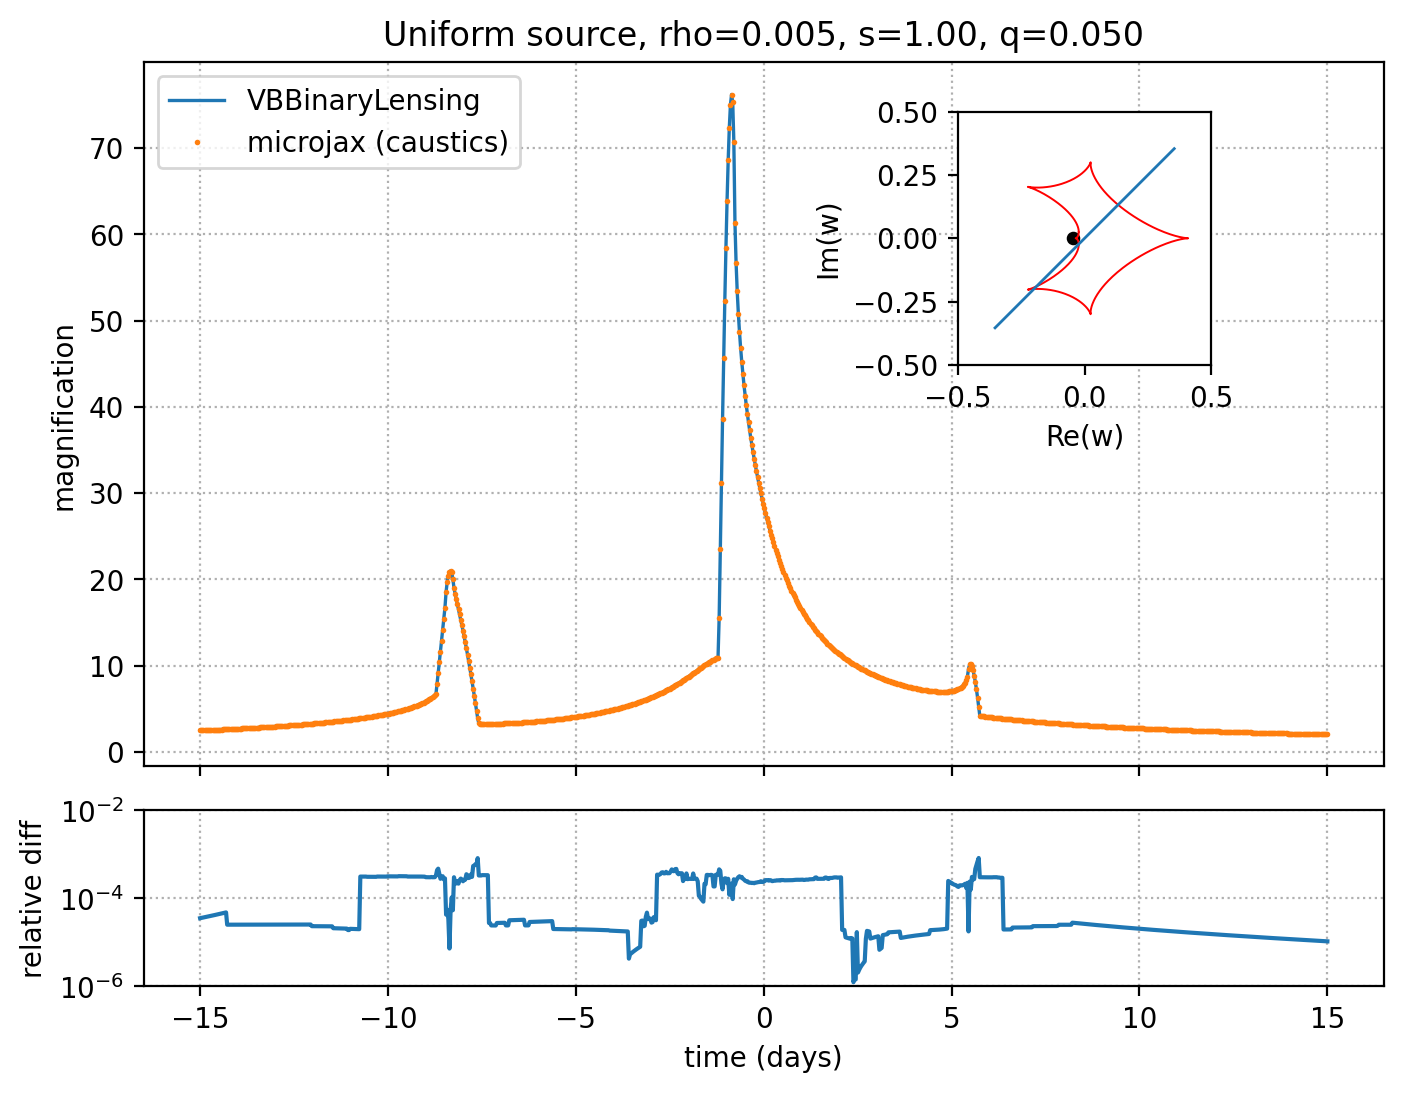 Uniform source, rho=0.005, s=1.00, q=0.050
VBBinaryLensing
microjax (caustics)
magnification
70
60
50
40
30
20
10
0
Im(w)
0.50
0.25
0.00
−0.25
−0.50
−0.5 0.0 0.5
Re(w)
relative diff
10⁻²
10⁻⁴
10⁻⁶
−15 −10 −5 0 5 10 15
time (days)